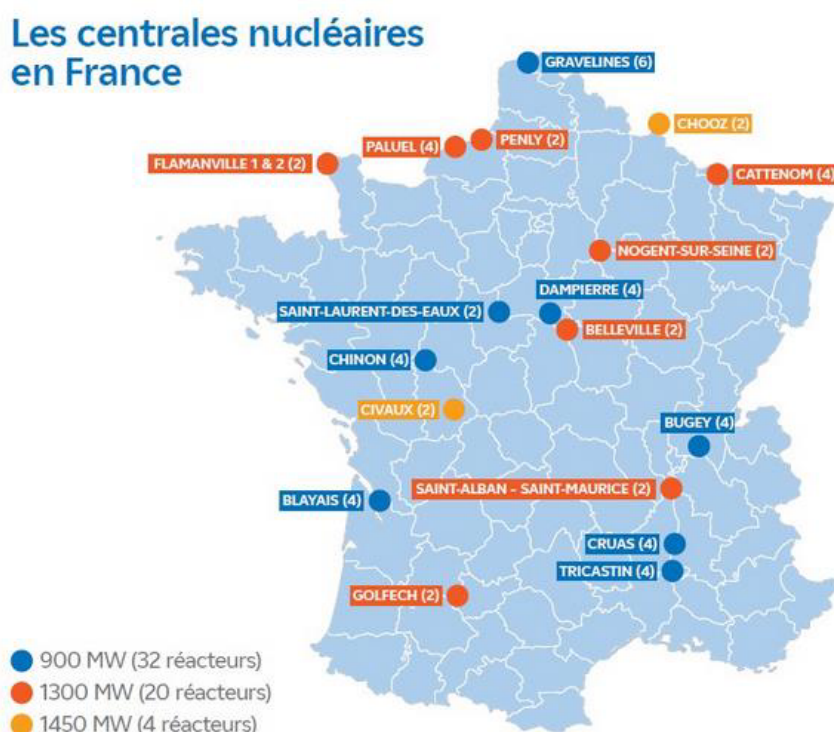 Les centrales nucléaires
en France
GRAVELINES (6)
CHOOZ (2)
PENLY (2)
PALUEL (4)
FLAMANVILLE 1 & 2 (2)
CATTENOM (4)
NOGENT-SUR-SEINE (2)
DAMPIERRE (4)
SAINT-LAURENT-DES-EAUX (2)
BELLEVILLE (2)
CHINON (4)
CIVAUX (2)
BUGEY (4)
SAINT-ALBAN – SAINT-MAURICE (2)
BLAYAIS (4)
CRUAS (4)
TRICASTIN (4)
GOLFECH (2)
900 MW (32 réacteurs)
1300 MW (20 réacteurs)
1450 MW (4 réacteurs)